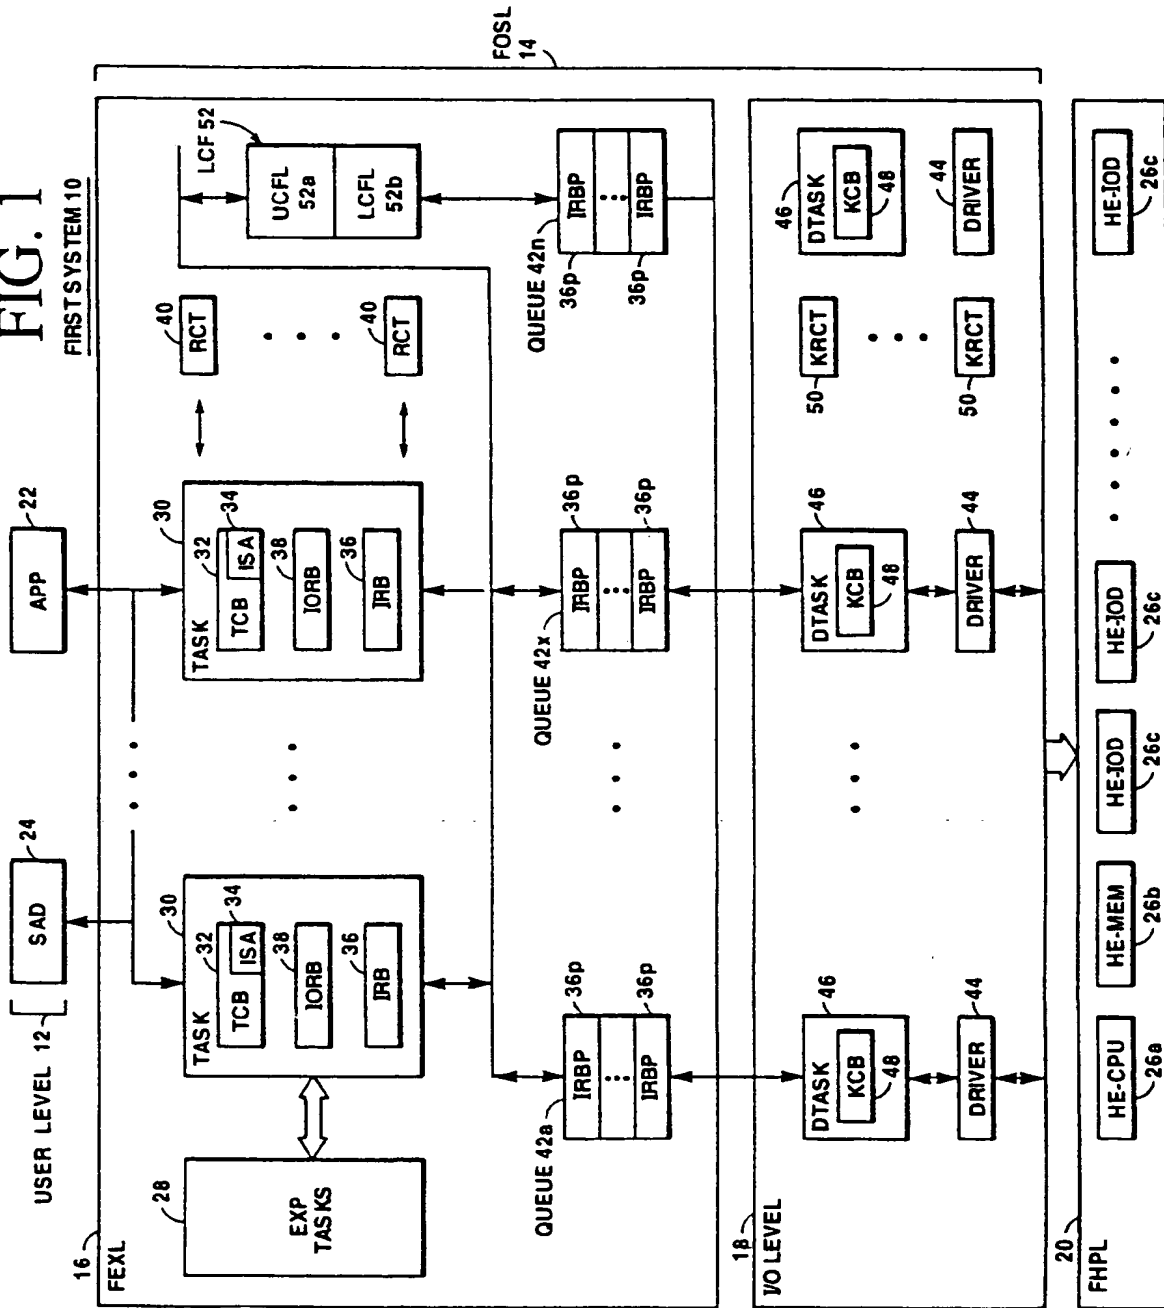 FIG. 1
FIRST SYSTEM 10
USER LEVEL 12
SAD
24
APP
22
FOSL
14
16
FEXL
28
EXP
TASKS
30
TASK
32
TCB
34
ISA
38
IORB
36
IRB
30
TASK
32
TCB
34
ISA
38
IORB
36
IRB
40
RCT
40
RCT
LCF 52
UCFL
52a
LCFL
52b
QUEUE 42a
IRBP
36p
IRBP
36p
QUEUE 42x
IRBP
36p
IRBP
36p
QUEUE 42n
IRBP
36p
IRBP
36p
18
I/O LEVEL
46
DTASK
KCB
48
44
DRIVER
46
DTASK
KCB
48
44
DRIVER
50
KRCT
50
KRCT
46
DTASK
KCB
48
44
DRIVER
20
FHPL
HE-CPU
26a
HE-MEM
26b
HE-IOD
26c
HE-IOD
26c
HE-IOD
26c